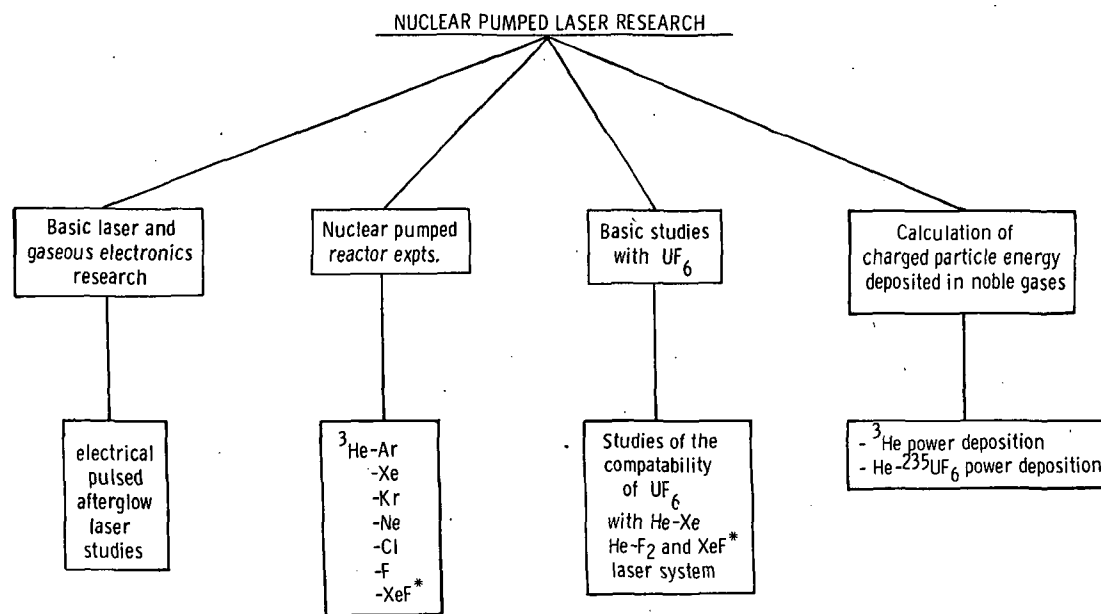 NUCLEAR PUMPED LASER RESEARCH
Basic laser and
gaseous electronics
research
Nuclear pumped
reactor expts.
Basic studies
with UF6
Calculation of
charged particle energy
deposited in noble gases
electrical
pulsed
afterglow
laser
studies
3He-Ar
-Xe
-Kr
-Ne
-Cl
-F
-XeF*
Studies of the
compatability
of UF6
with He-Xe
He-F2 and XeF*
laser system
- 3He power deposition
- He-235UF6 power deposition